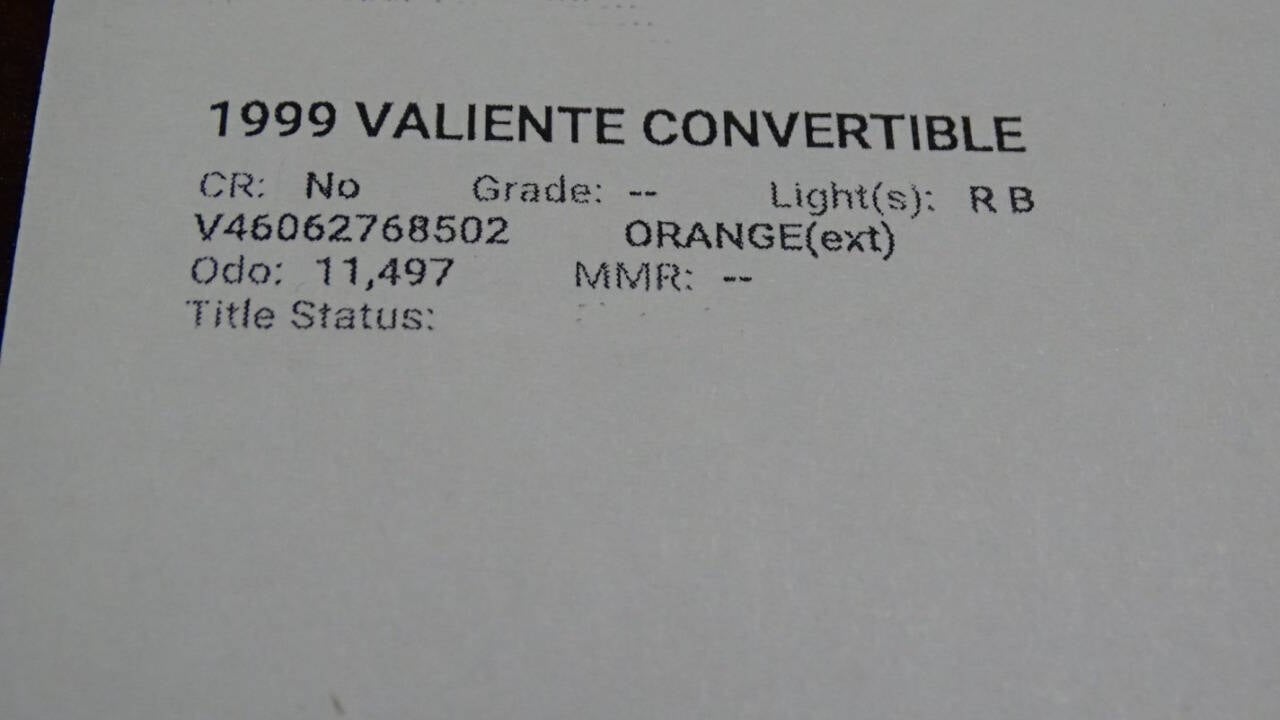 1999 VALIENTE CONVERTIBLE
CR: No Grade: -- Light(s): R B
V46062768502 ORANGE(ext)
Odo: 11,497 MMR: --
Title Status: